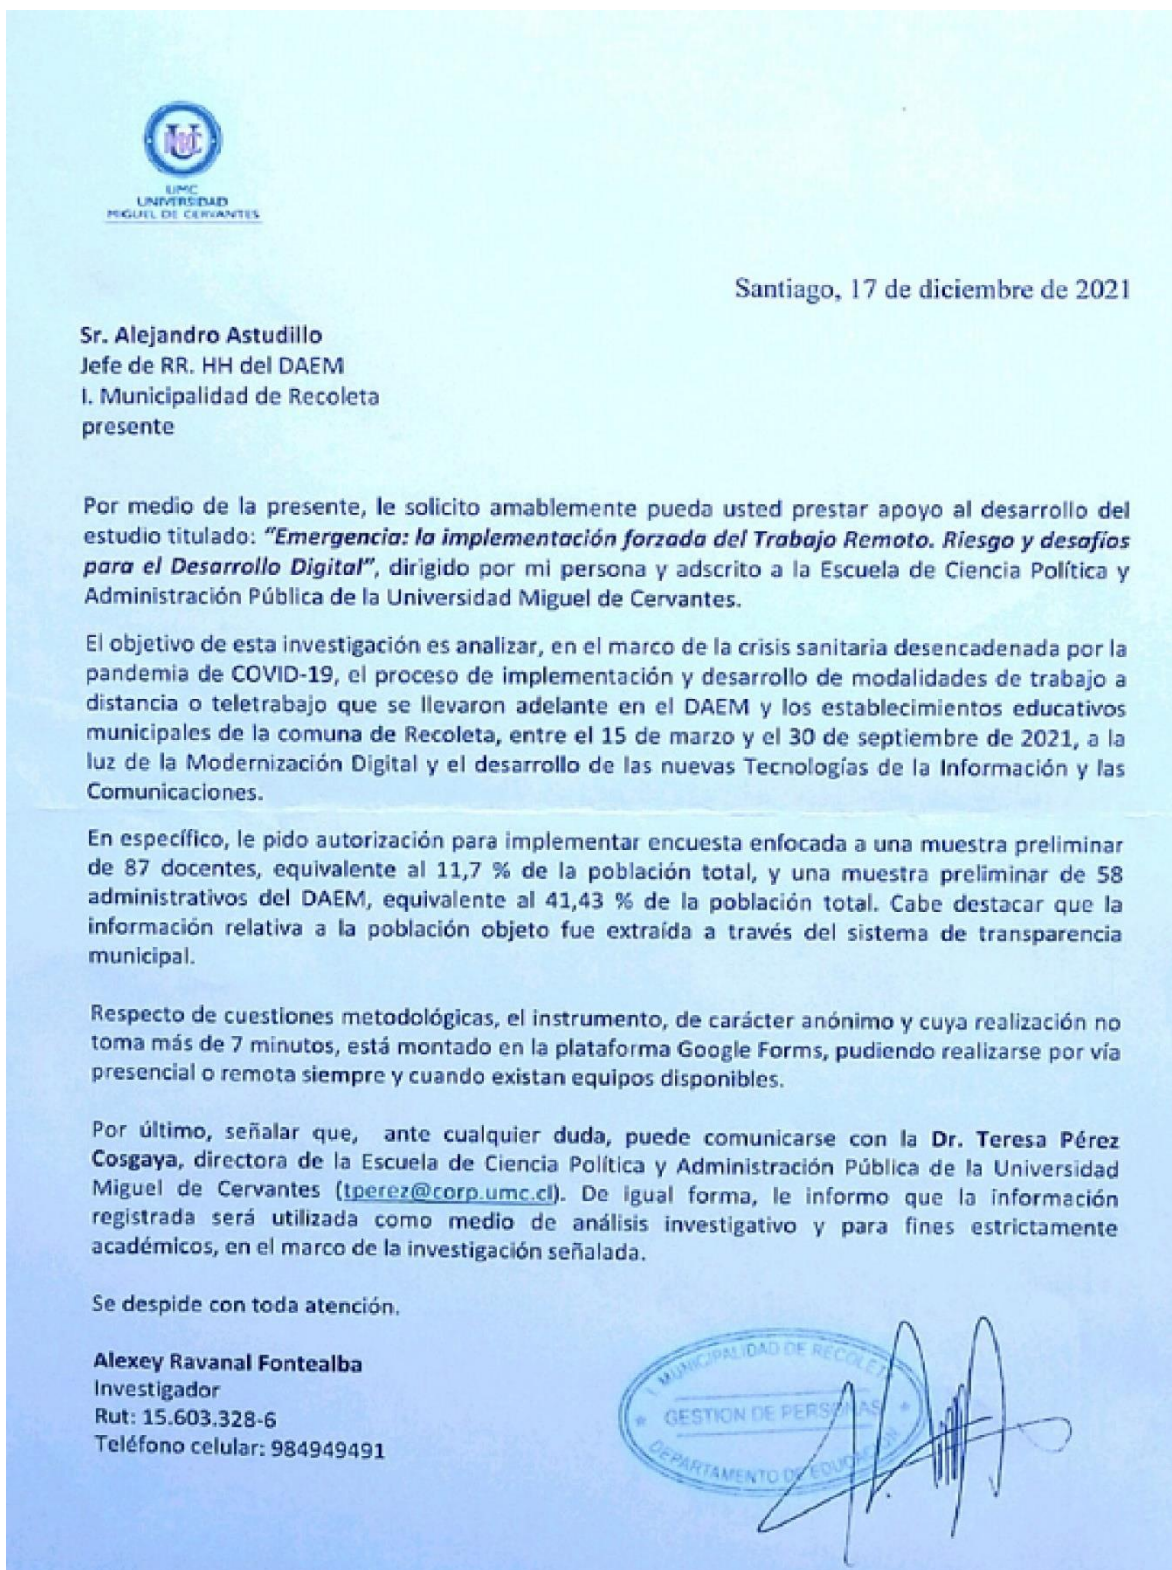 UMC
UNIVERSIDAD
MIGUEL DE CERVANTES
Santiago, 17 de diciembre de 2021
Sr. Alejandro Astudillo
Jefe de RR. HH del DAEM
I. Municipalidad de Recoleta
presente
Por medio de la presente, le solicito amablemente pueda usted prestar apoyo al desarrollo del
estudio titulado: “Emergencia: la implementación forzada del Trabajo Remoto. Riesgo y desafíos
para el Desarrollo Digital”, dirigido por mi persona y adscrito a la Escuela de Ciencia Política y
Administración Pública de la Universidad Miguel de Cervantes.
El objetivo de esta investigación es analizar, en el marco de la crisis sanitaria desencadenada por la
pandemia de COVID-19, el proceso de implementación y desarrollo de modalidades de trabajo a
distancia o teletrabajo que se llevaron adelante en el DAEM y los establecimientos educativos
municipales de la comuna de Recoleta, entre el 15 de marzo y el 30 de septiembre de 2021, a la
luz de la Modernización Digital y el desarrollo de las nuevas Tecnologías de la Información y las
Comunicaciones.
En específico, le pido autorización para implementar encuesta enfocada a una muestra preliminar
de 87 docentes, equivalente al 11,7 % de la población total, y una muestra preliminar de 58
administrativos del DAEM, equivalente al 41,43 % de la población total. Cabe destacar que la
información relativa a la población objeto fue extraída a través del sistema de transparencia
municipal.
Respecto de cuestiones metodológicas, el instrumento, de carácter anónimo y cuya realización no
toma más de 7 minutos, está montado en la plataforma Google Forms, pudiendo realizarse por vía
presencial o remota siempre y cuando existan equipos disponibles.
Por último, señalar que, ante cualquier duda, puede comunicarse con la Dr. Teresa Pérez
Cosgaya, directora de la Escuela de Ciencia Política y Administración Pública de la Universidad
Miguel de Cervantes (tperez@corp.umc.cl). De igual forma, le informo que la información
registrada será utilizada como medio de análisis investigativo y para fines estrictamente
académicos, en el marco de la investigación señalada.
Se despide con toda atención.
Alexey Ravanal Fontealba
Investigador
Rut: 15.603.328-6
Teléfono celular: 984949491
I. MUNICIPALIDAD DE RECOLETA
* GESTION DE PERSONAS *
DEPARTAMENTO DE EDUCACION